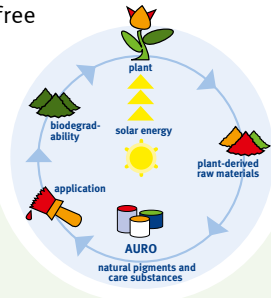 free
plant
solar energy
biodegrad-
ability
plant-derived
raw materials
application
AURO
natural pigments and
care substances